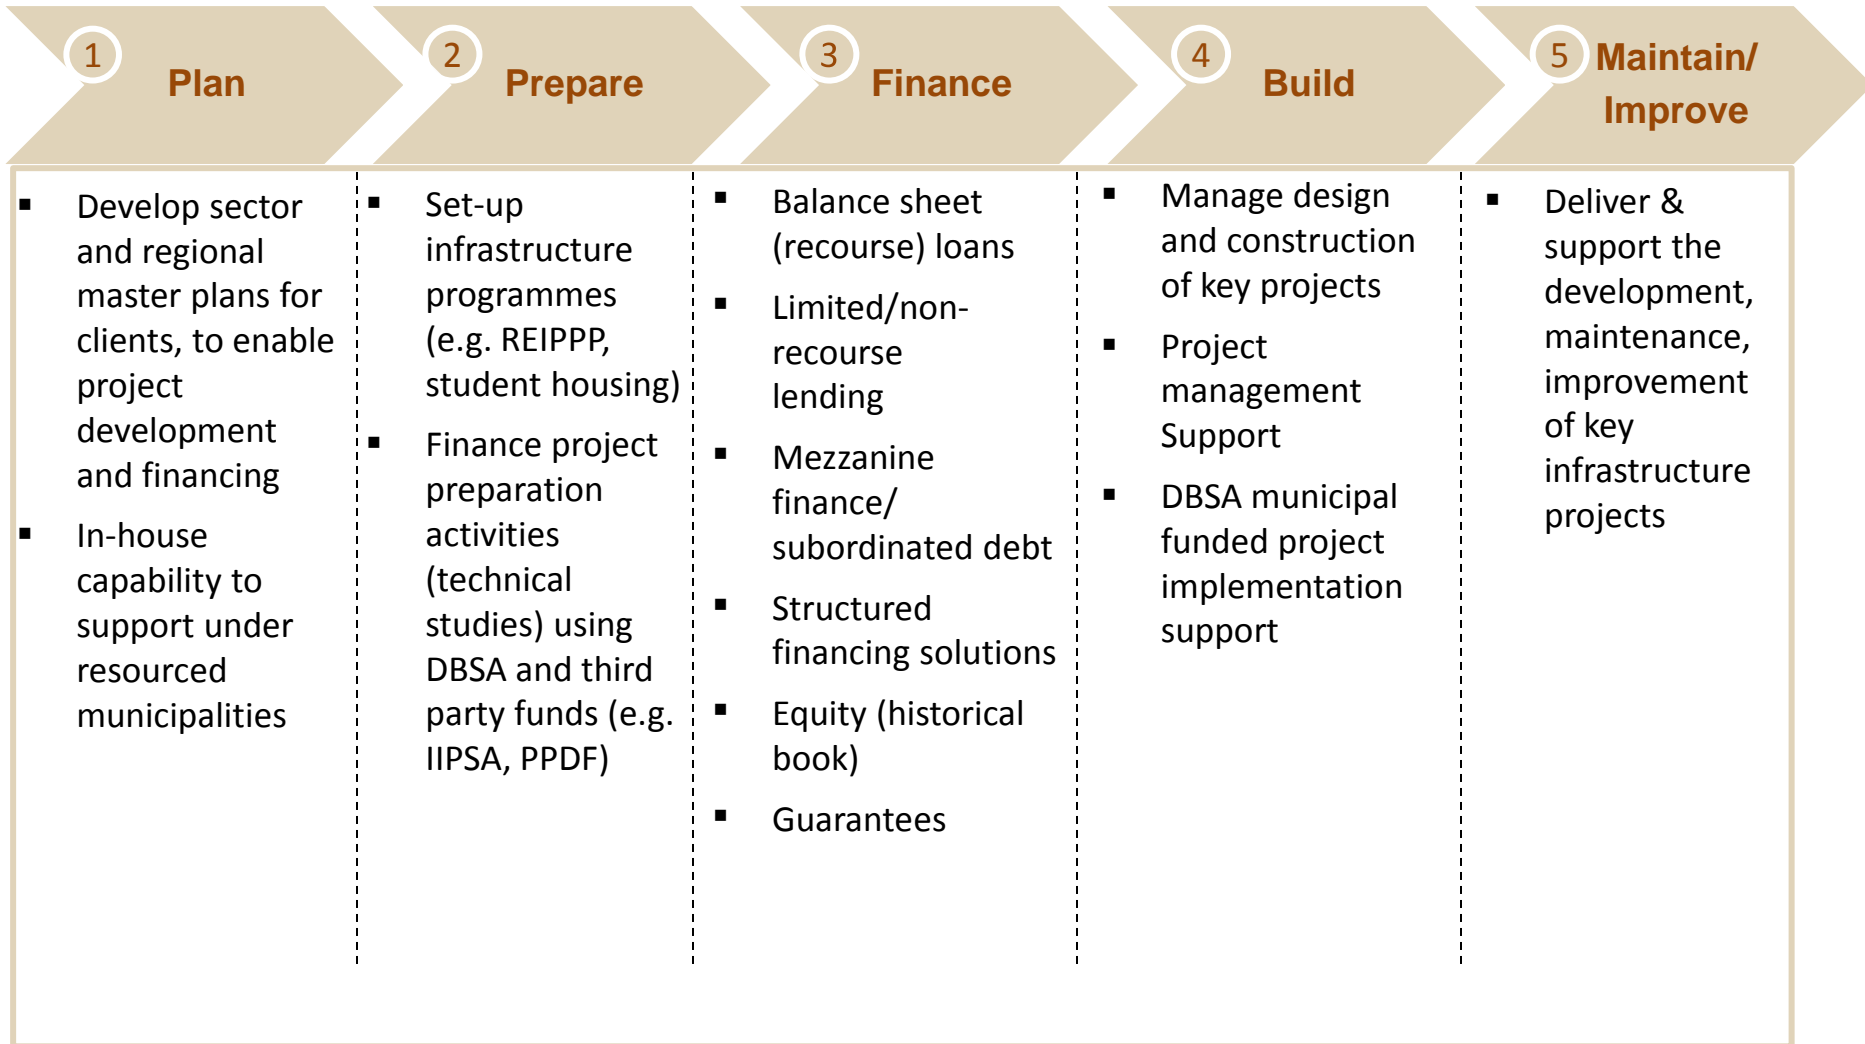 1
Plan
2
Prepare
3
Finance
4
Build
5
Maintain/
Improve
▪ Develop sector
and regional
master plans for
clients, to enable
project
development
and financing
▪ In-house
capability to
support under
resourced
municipalities
▪ Set-up
infrastructure
programmes
(e.g. REIPPP,
student housing)
▪ Finance project
preparation
activities
(technical
studies) using
DBSA and third
party funds (e.g.
IIPSA, PPDF)
▪ Balance sheet
(recourse) loans
▪ Limited/non-
recourse
lending
▪ Mezzanine
finance/
subordinated debt
▪ Structured
financing solutions
▪ Equity (historical
book)
▪ Guarantees
▪ Manage design
and construction
of key projects
▪ Project
management
Support
▪ DBSA municipal
funded project
implementation
support
▪ Deliver &
support the
development,
maintenance,
improvement
of key
infrastructure
projects